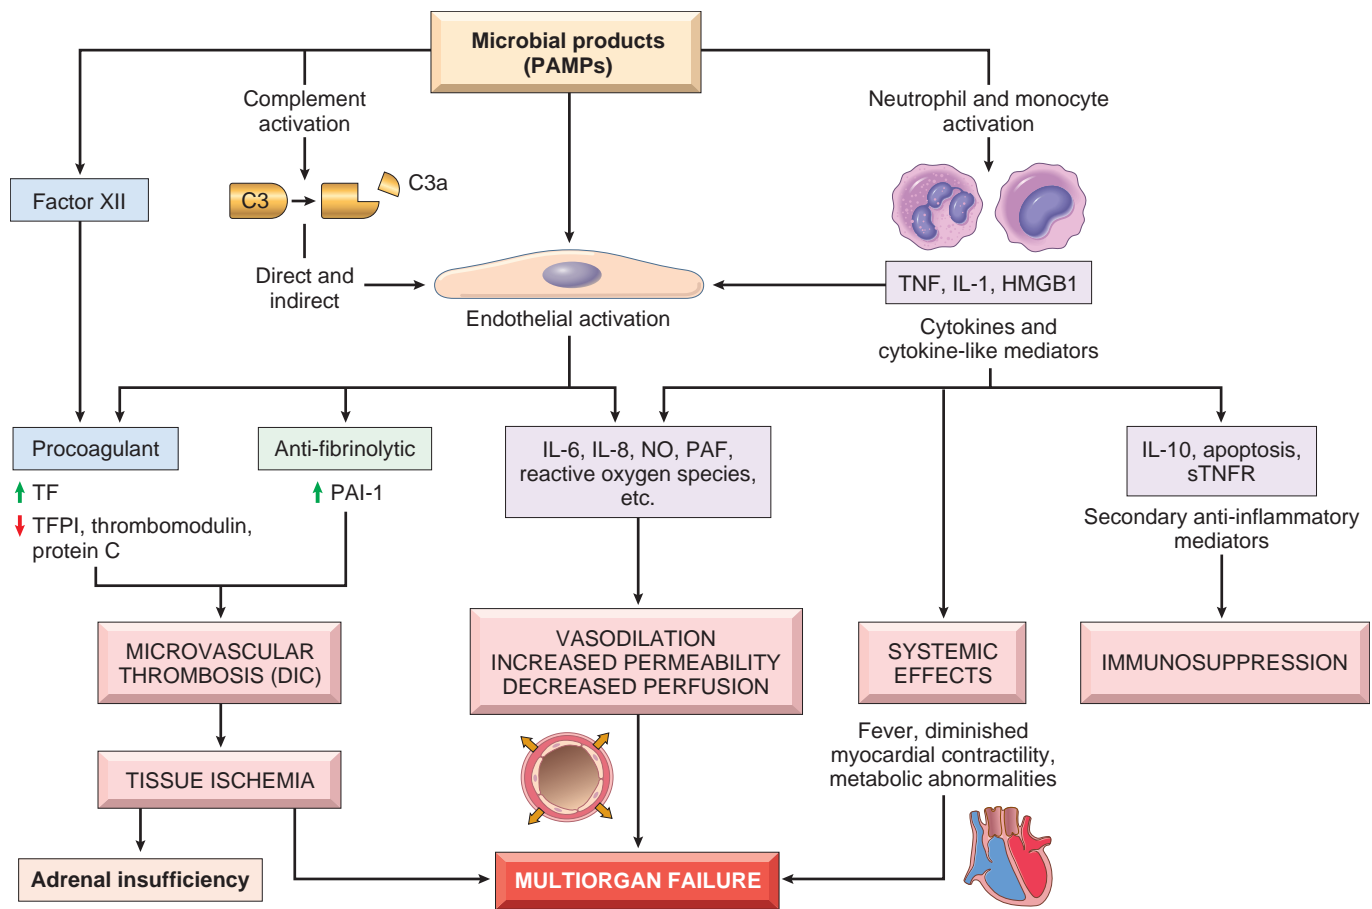 Microbial products
(PAMPs)
Complement
activation
Neutrophil and monocyte
activation
Factor XII
C3
C3a
Direct and
indirect
Endothelial activation
TNF, IL-1, HMGB1
Cytokines and
cytokine-like mediators
Procoagulant
TF
TFPI, thrombomodulin,
protein C
Anti-fibrinolytic
PAI-1
IL-6, IL-8, NO, PAF,
reactive oxygen species,
etc.
IL-10, apoptosis,
sTNFR
Secondary anti-inflammatory
mediators
MICROVASCULAR
THROMBOSIS (DIC)
VASODILATION
INCREASED PERMEABILITY
DECREASED PERFUSION
SYSTEMIC
EFFECTS
IMMUNOSUPPRESSION
Fever, diminished
myocardial contractility,
metabolic abnormalities
TISSUE ISCHEMIA
Adrenal insufficiency
MULTIORGAN FAILURE